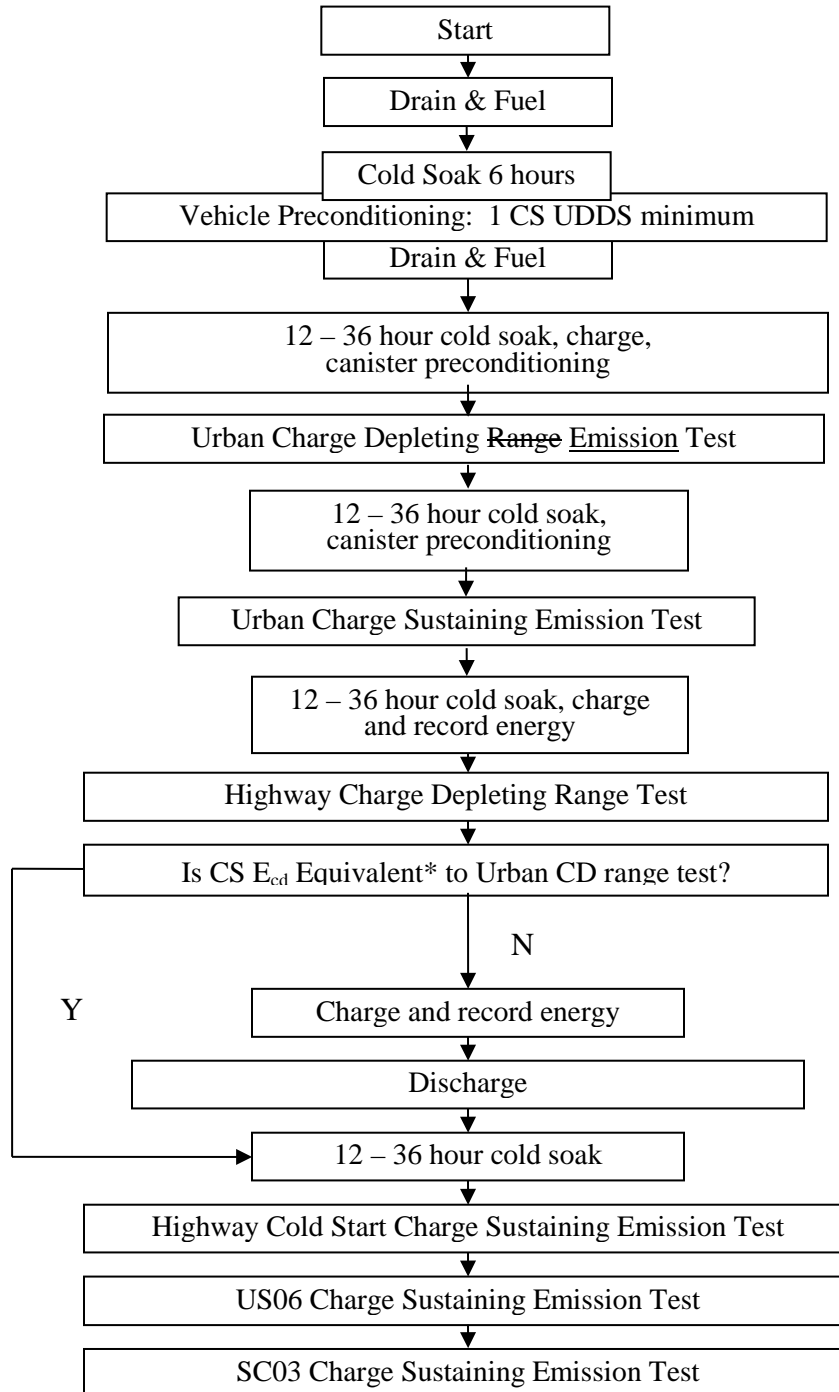 Start
Drain & Fuel
Cold Soak 6 hours
Vehicle Preconditioning: 1 CS UDDS minimum
Drain & Fuel
12 – 36 hour cold soak, charge,
canister preconditioning
Urban Charge Depleting Range Emission Test
12 – 36 hour cold soak,
canister preconditioning
Urban Charge Sustaining Emission Test
12 – 36 hour cold soak, charge
and record energy
Highway Charge Depleting Range Test
Is CS Ecd Equivalent* to Urban CD range test?
N
Y
Charge and record energy
Discharge
12 – 36 hour cold soak
Highway Cold Start Charge Sustaining Emission Test
US06 Charge Sustaining Emission Test
SC03 Charge Sustaining Emission Test